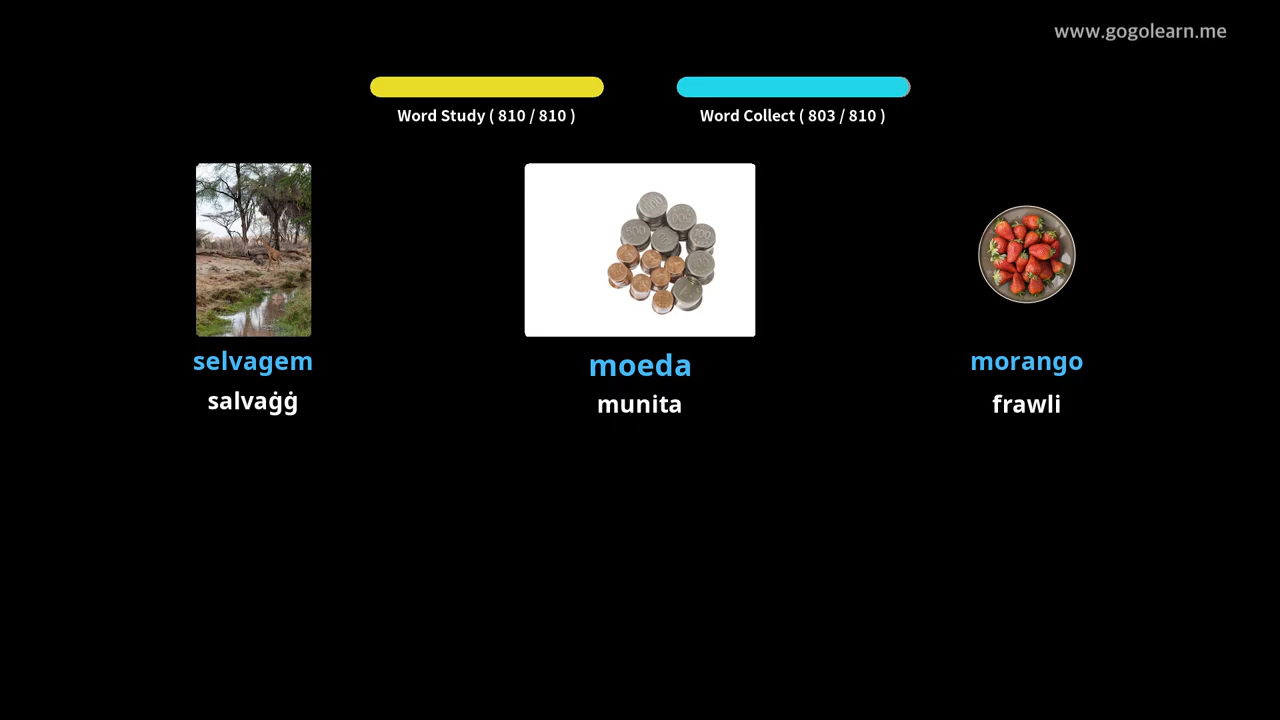 www.gogolearn.me
Word Study ( 810 / 810 )
Word Collect ( 803 / 810 )
selvagem
salvaġġ
moeda
munita
morango
frawli